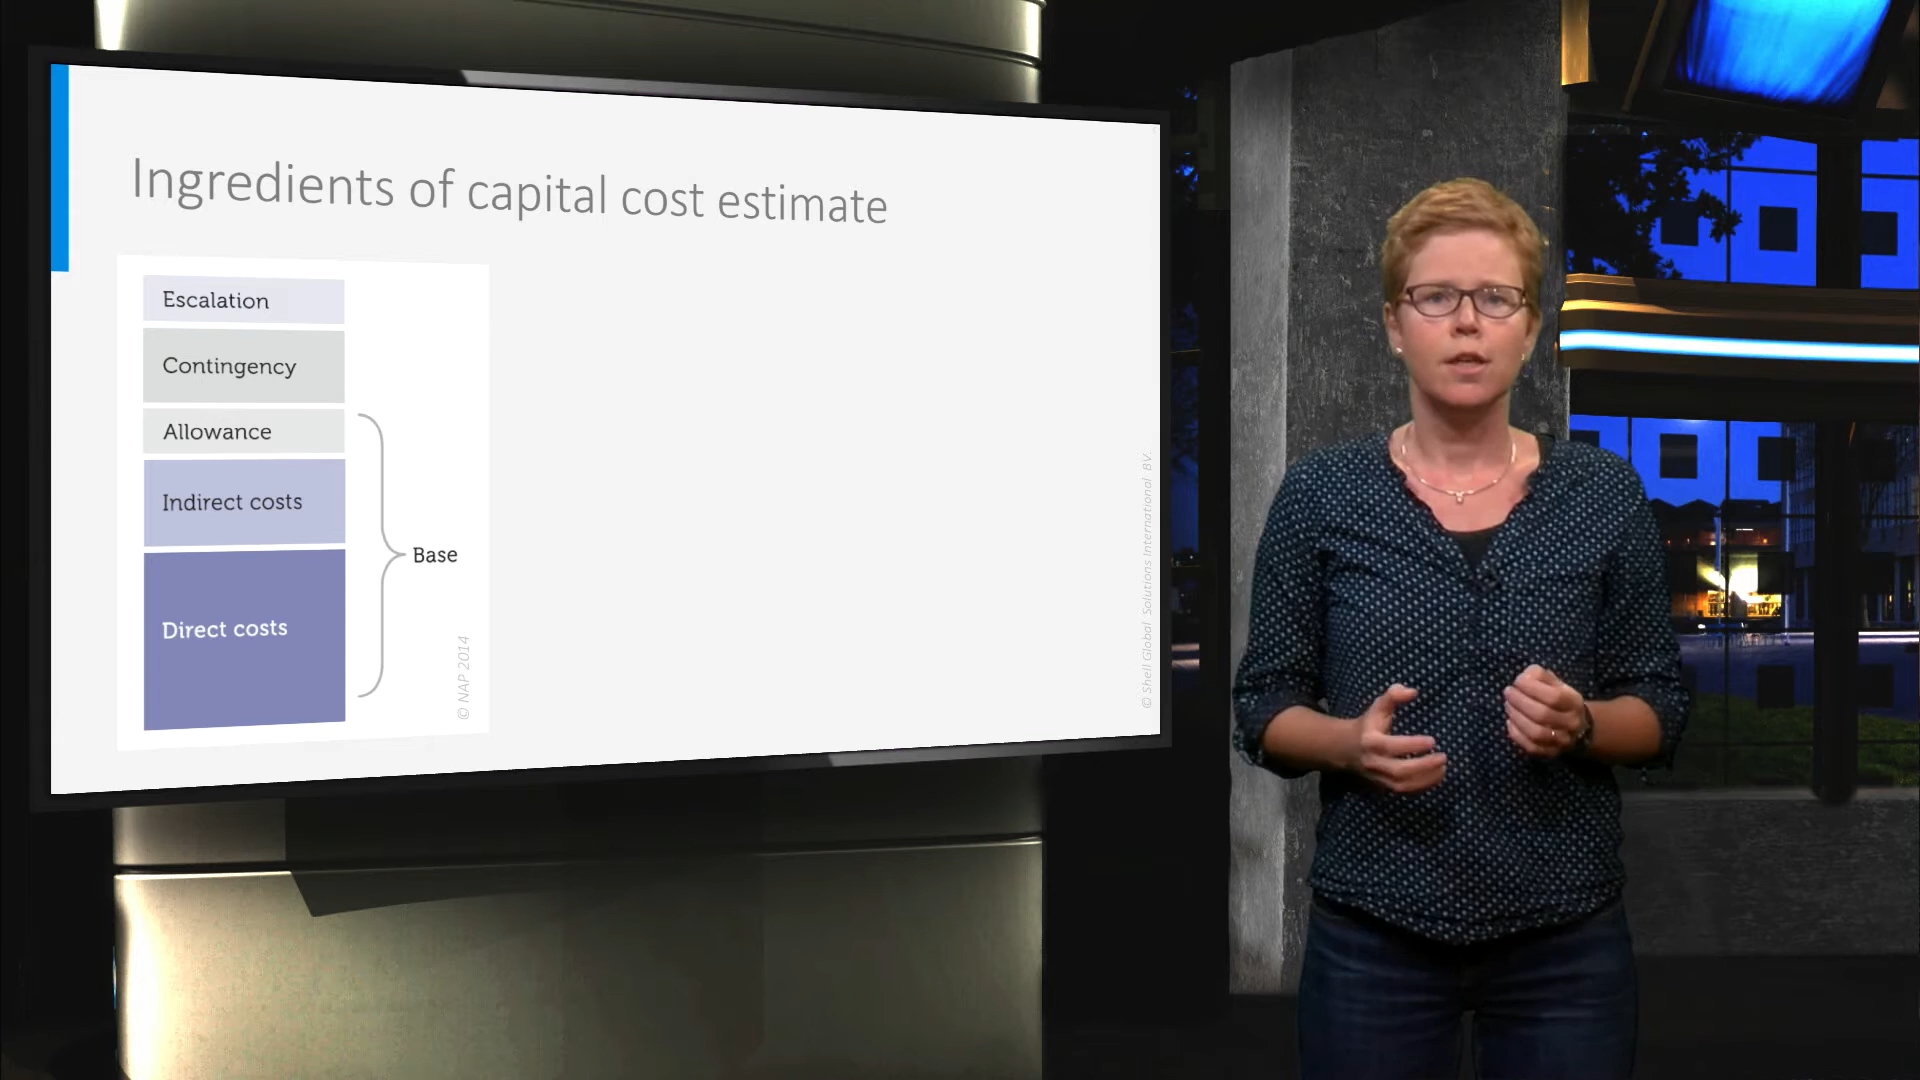 Ingredients of capital cost estimate
Escalation
Contingency
Allowance
Indirect costs
Direct costs
Base
© NAP 2014
© Shell Global Solutions International BV.